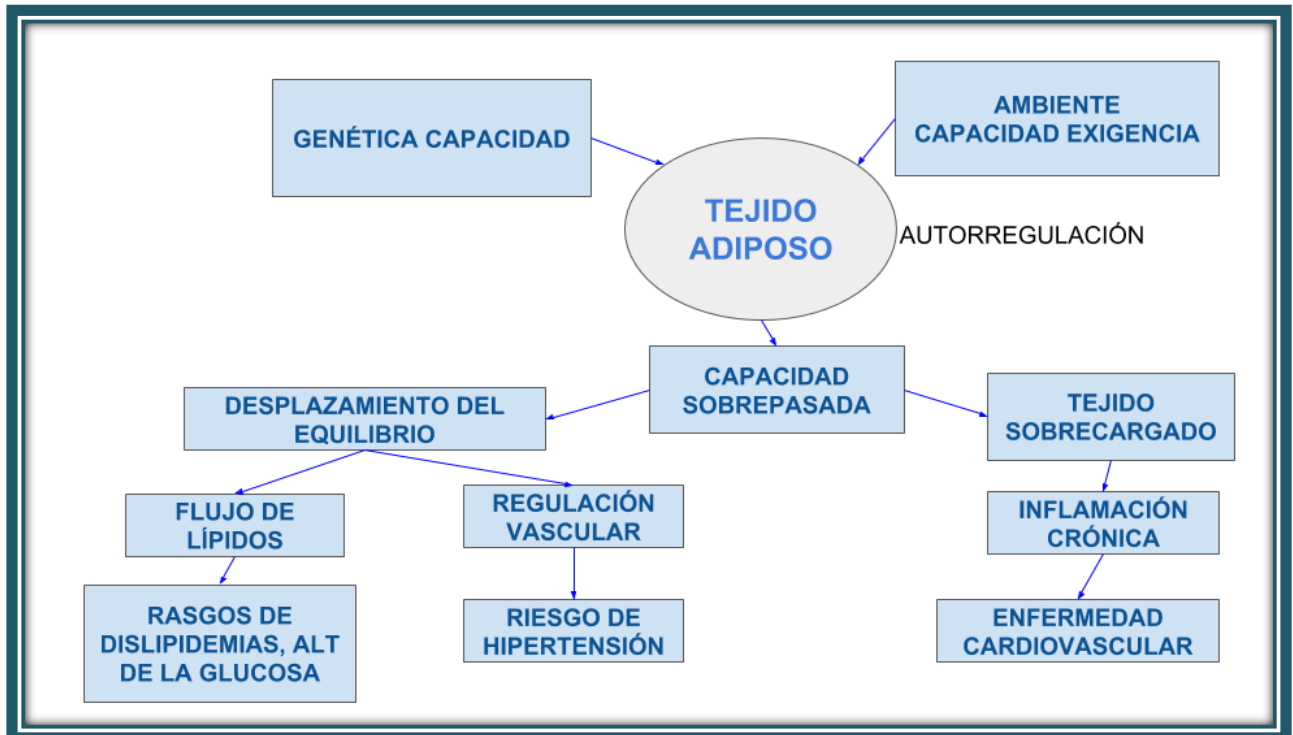 GENÉTICA CAPACIDAD
AMBIENTE
CAPACIDAD EXIGENCIA
TEJIDO
ADIPOSO
AUTORREGULACIÓN
CAPACIDAD
SOBREPASADA
DESPLAZAMIENTO DEL
EQUILIBRIO
TEJIDO
SOBRECARGADO
FLUJO DE
LÍPIDOS
REGULACIÓN
VASCULAR
INFLAMACIÓN
CRÓNICA
RASGOS DE
DISLIPIDEMIAS, ALT
DE LA GLUCOSA
RIESGO DE
HIPERTENSIÓN
ENFERMEDAD
CARDIOVASCULAR